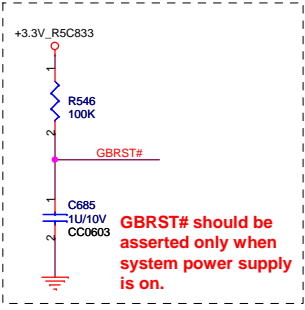 +3.3V_R5C833
1
R546
100K
2
GBRST#
1
C685
1U/10V
CC0603
2
GBRST# should be
asserted only when
system power supply
is on.